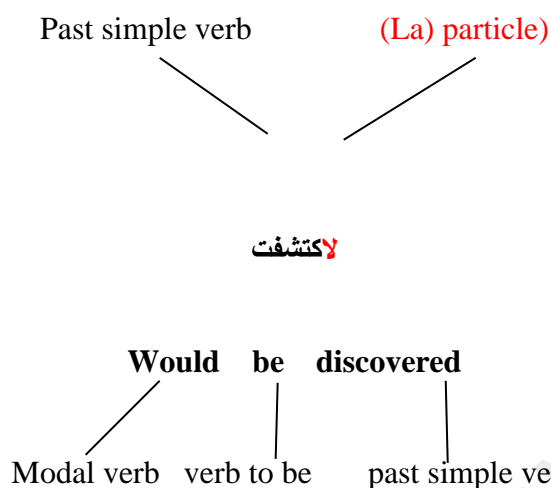 Past simple verb (La) particle)
لاكتشفت
Would be discovered
Modal verb verb to be past simple ve